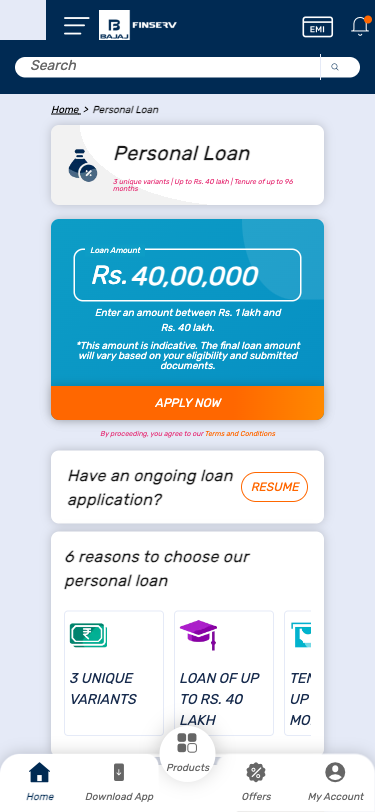 BAJAJ FINSERV
EMI
Search
Home > Personal Loan
Personal Loan
3 unique variants | Up to Rs. 40 lakh | Tenure of up to 96
months
Loan Amount
Rs. 40,00,000
Enter an amount between Rs. 1 lakh and
Rs. 40 lakh.
*This amount is indicative. The final loan amount
will vary based on your eligibility and submitted
documents.
APPLY NOW
By proceeding, you agree to our Terms and Conditions
Have an ongoing loan
application?
RESUME
6 reasons to choose our
personal loan
3 UNIQUE
VARIANTS
LOAN OF UP
TO RS. 40
LAKH
TEN
UP
MO
Home
Download App
Products
Offers
My Account